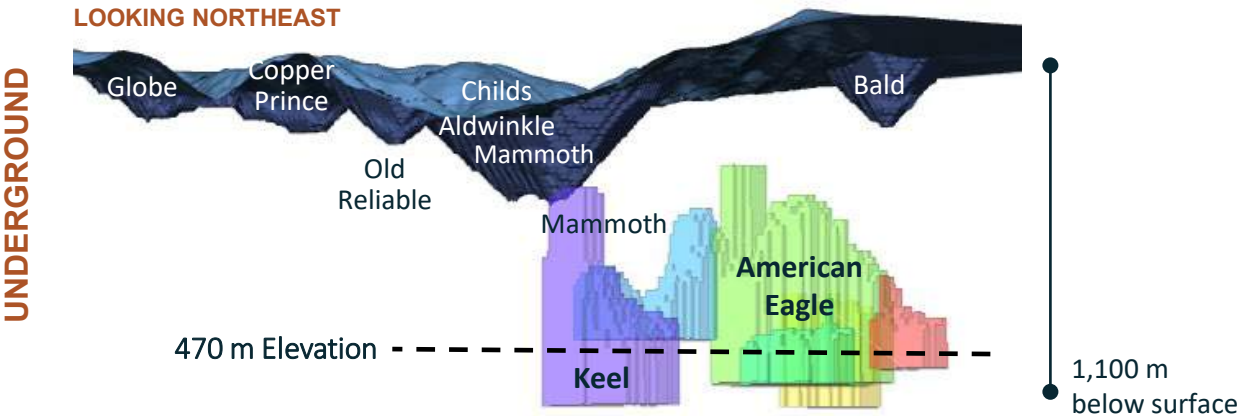 LOOKING NORTHEAST
UNDERGROUND
Globe
Copper
Prince
Childs
Aldwinkle
Mammoth
Bald
Old
Reliable
Mammoth
American
Eagle
470 m Elevation
Keel
1,100 m
below surface